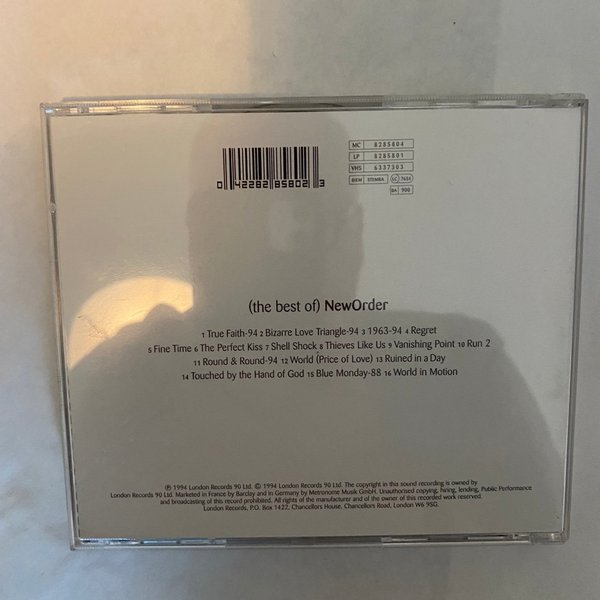 MC 8285804
LP 8285801
VHS 6337303
BIEM STEMRA LC 7654
BA 900
0 42282 85802 3
(the best of) NewOrder
1 True Faith-94 2 Bizarre Love Triangle-94 3 1963-94 4 Regret
5 Fine Time 6 The Perfect Kiss 7 Shell Shock 8 Thieves Like Us 9 Vanishing Point 10 Run 2
11 Round & Round-94 12 World (Price of Love) 13 Ruined in a Day
14 Touched by the Hand of God 15 Blue Monday-88 16 World in Motion
℗ 1994 London Records 90 Ltd. © 1994 London Records 90 Ltd. The copyright in this sound recording is owned by
London Records 90 Ltd. Marketed in France by Barclay and in Germany by Metronome Musik GmbH. Unauthorised copying, hiring, lending, Public Performance
and broadcasting of this record prohibited. All rights of the manufacturer and of the owner of this recorded work reserved.
London Records, P.O. Box 1422, Chancellors House, Chancellors Road, London W6 9SG.